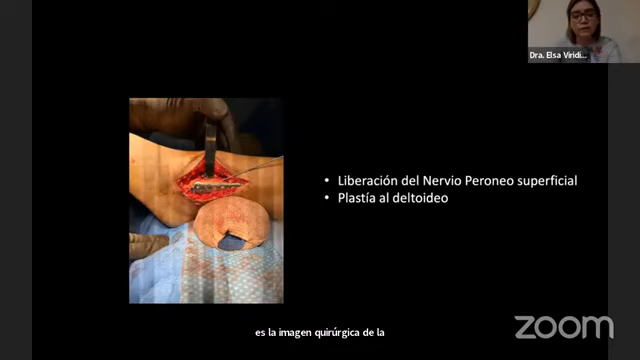 Dra. Elsa Viridi...
• Liberación del Nervio Peroneo superficial
• Plastía al deltoideo
es la imagen quirúrgica de la
zoom